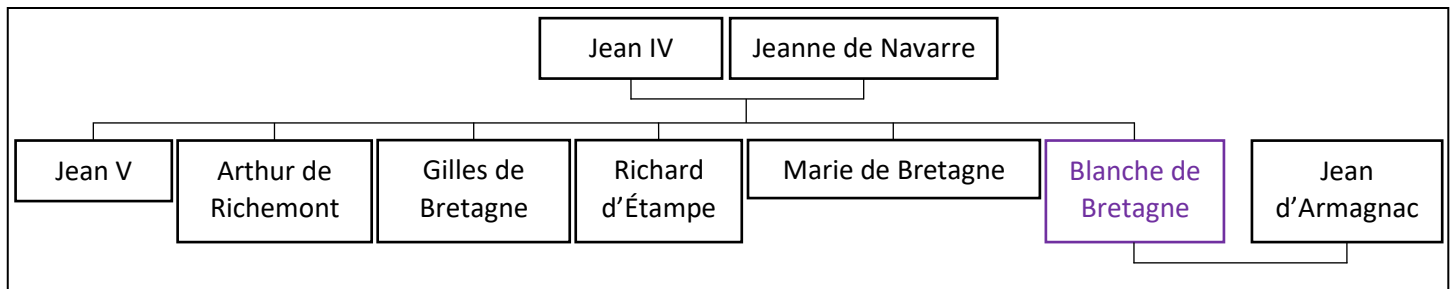 Jean IV
Jeanne de Navarre
Jean V
Arthur de
Richemont
Gilles de
Bretagne
Richard
d’Étampe
Marie de Bretagne
Blanche de
Bretagne
Jean
d’Armagnac